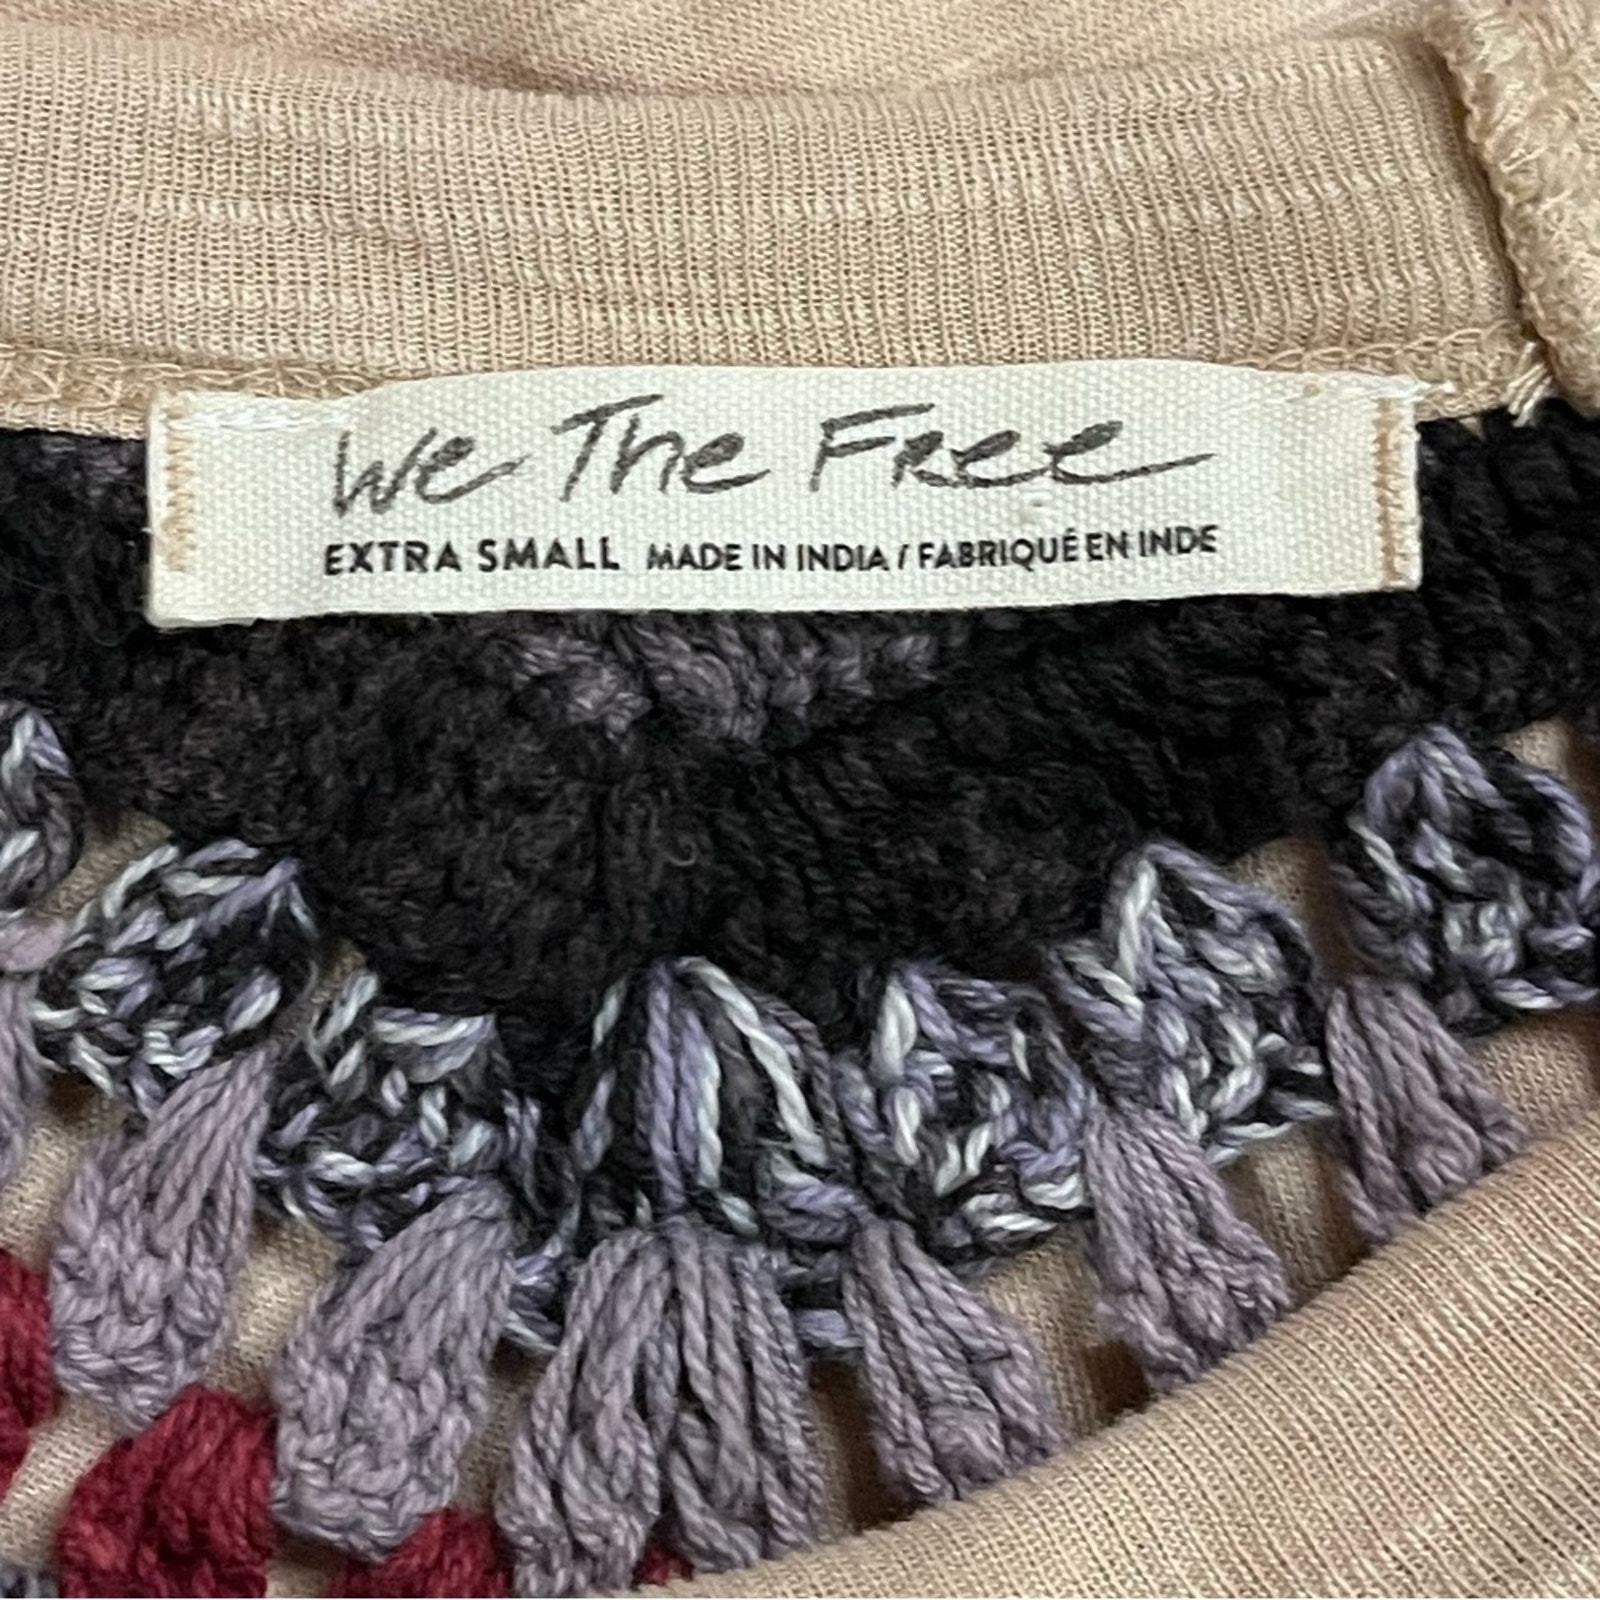 We The Free
EXTRA SMALL MADE IN INDIA / FABRIQUÉ EN INDE